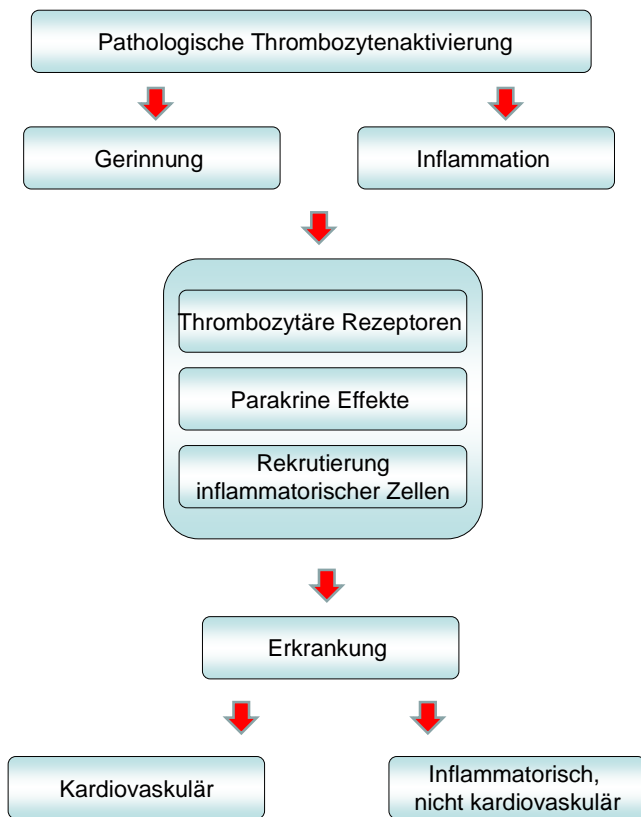 Pathologische Thrombozytenaktivierung
Gerinnung
Inflammation
Thrombozytäre Rezeptoren
Parakrine Effekte
Rekrutierung
inflammatorischer Zellen
Erkrankung
Kardiovaskulär
Inflammatorisch,
nicht kardiovaskulär